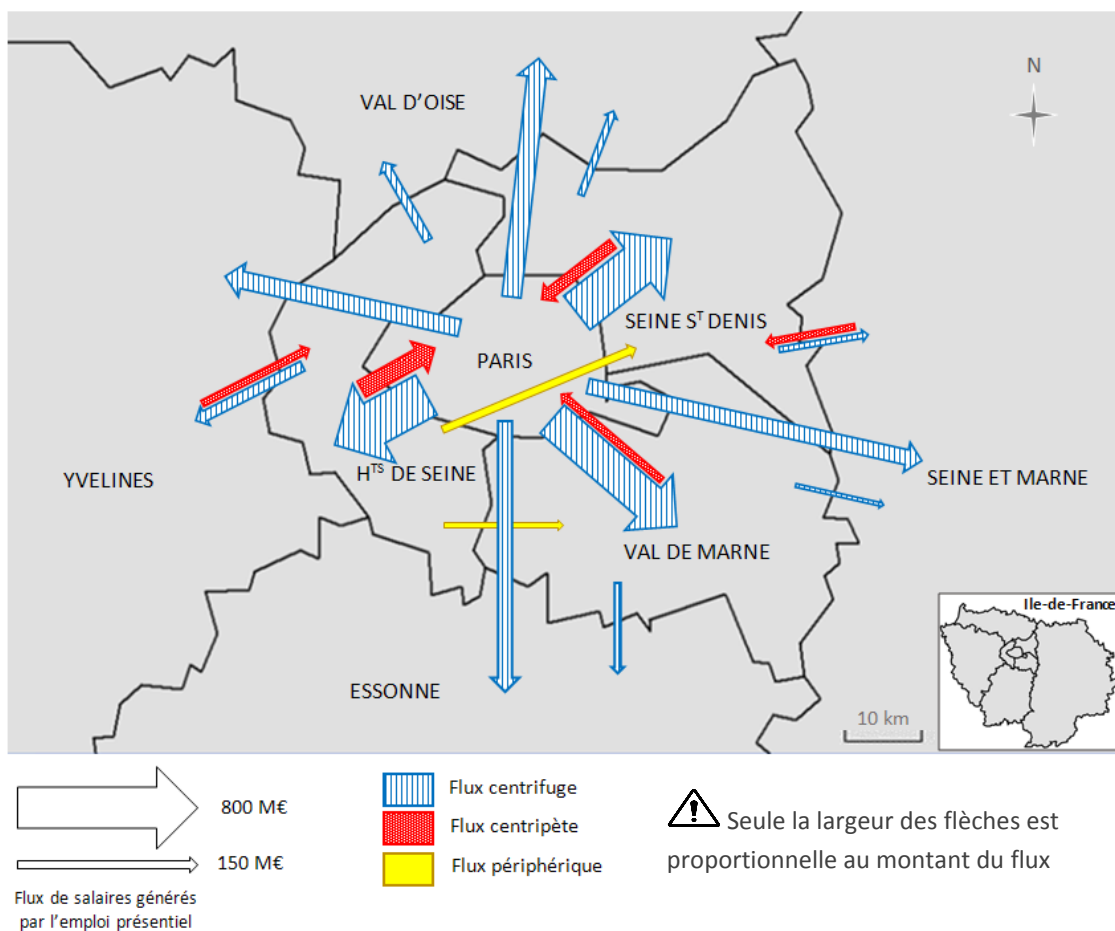 N
VAL D'OISE
SEINE Sᵀ DENIS
PARIS
YVELINES
Hᵀˢ DE SEINE
SEINE ET MARNE
VAL DE MARNE
ESSONNE
10 km
Ile-de-France
800 M€
150 M€
Flux de salaires générés
par l'emploi présentiel
Flux centrifuge
Flux centripète
Flux périphérique
Seule la largeur des flèches est
proportionnelle au montant du flux